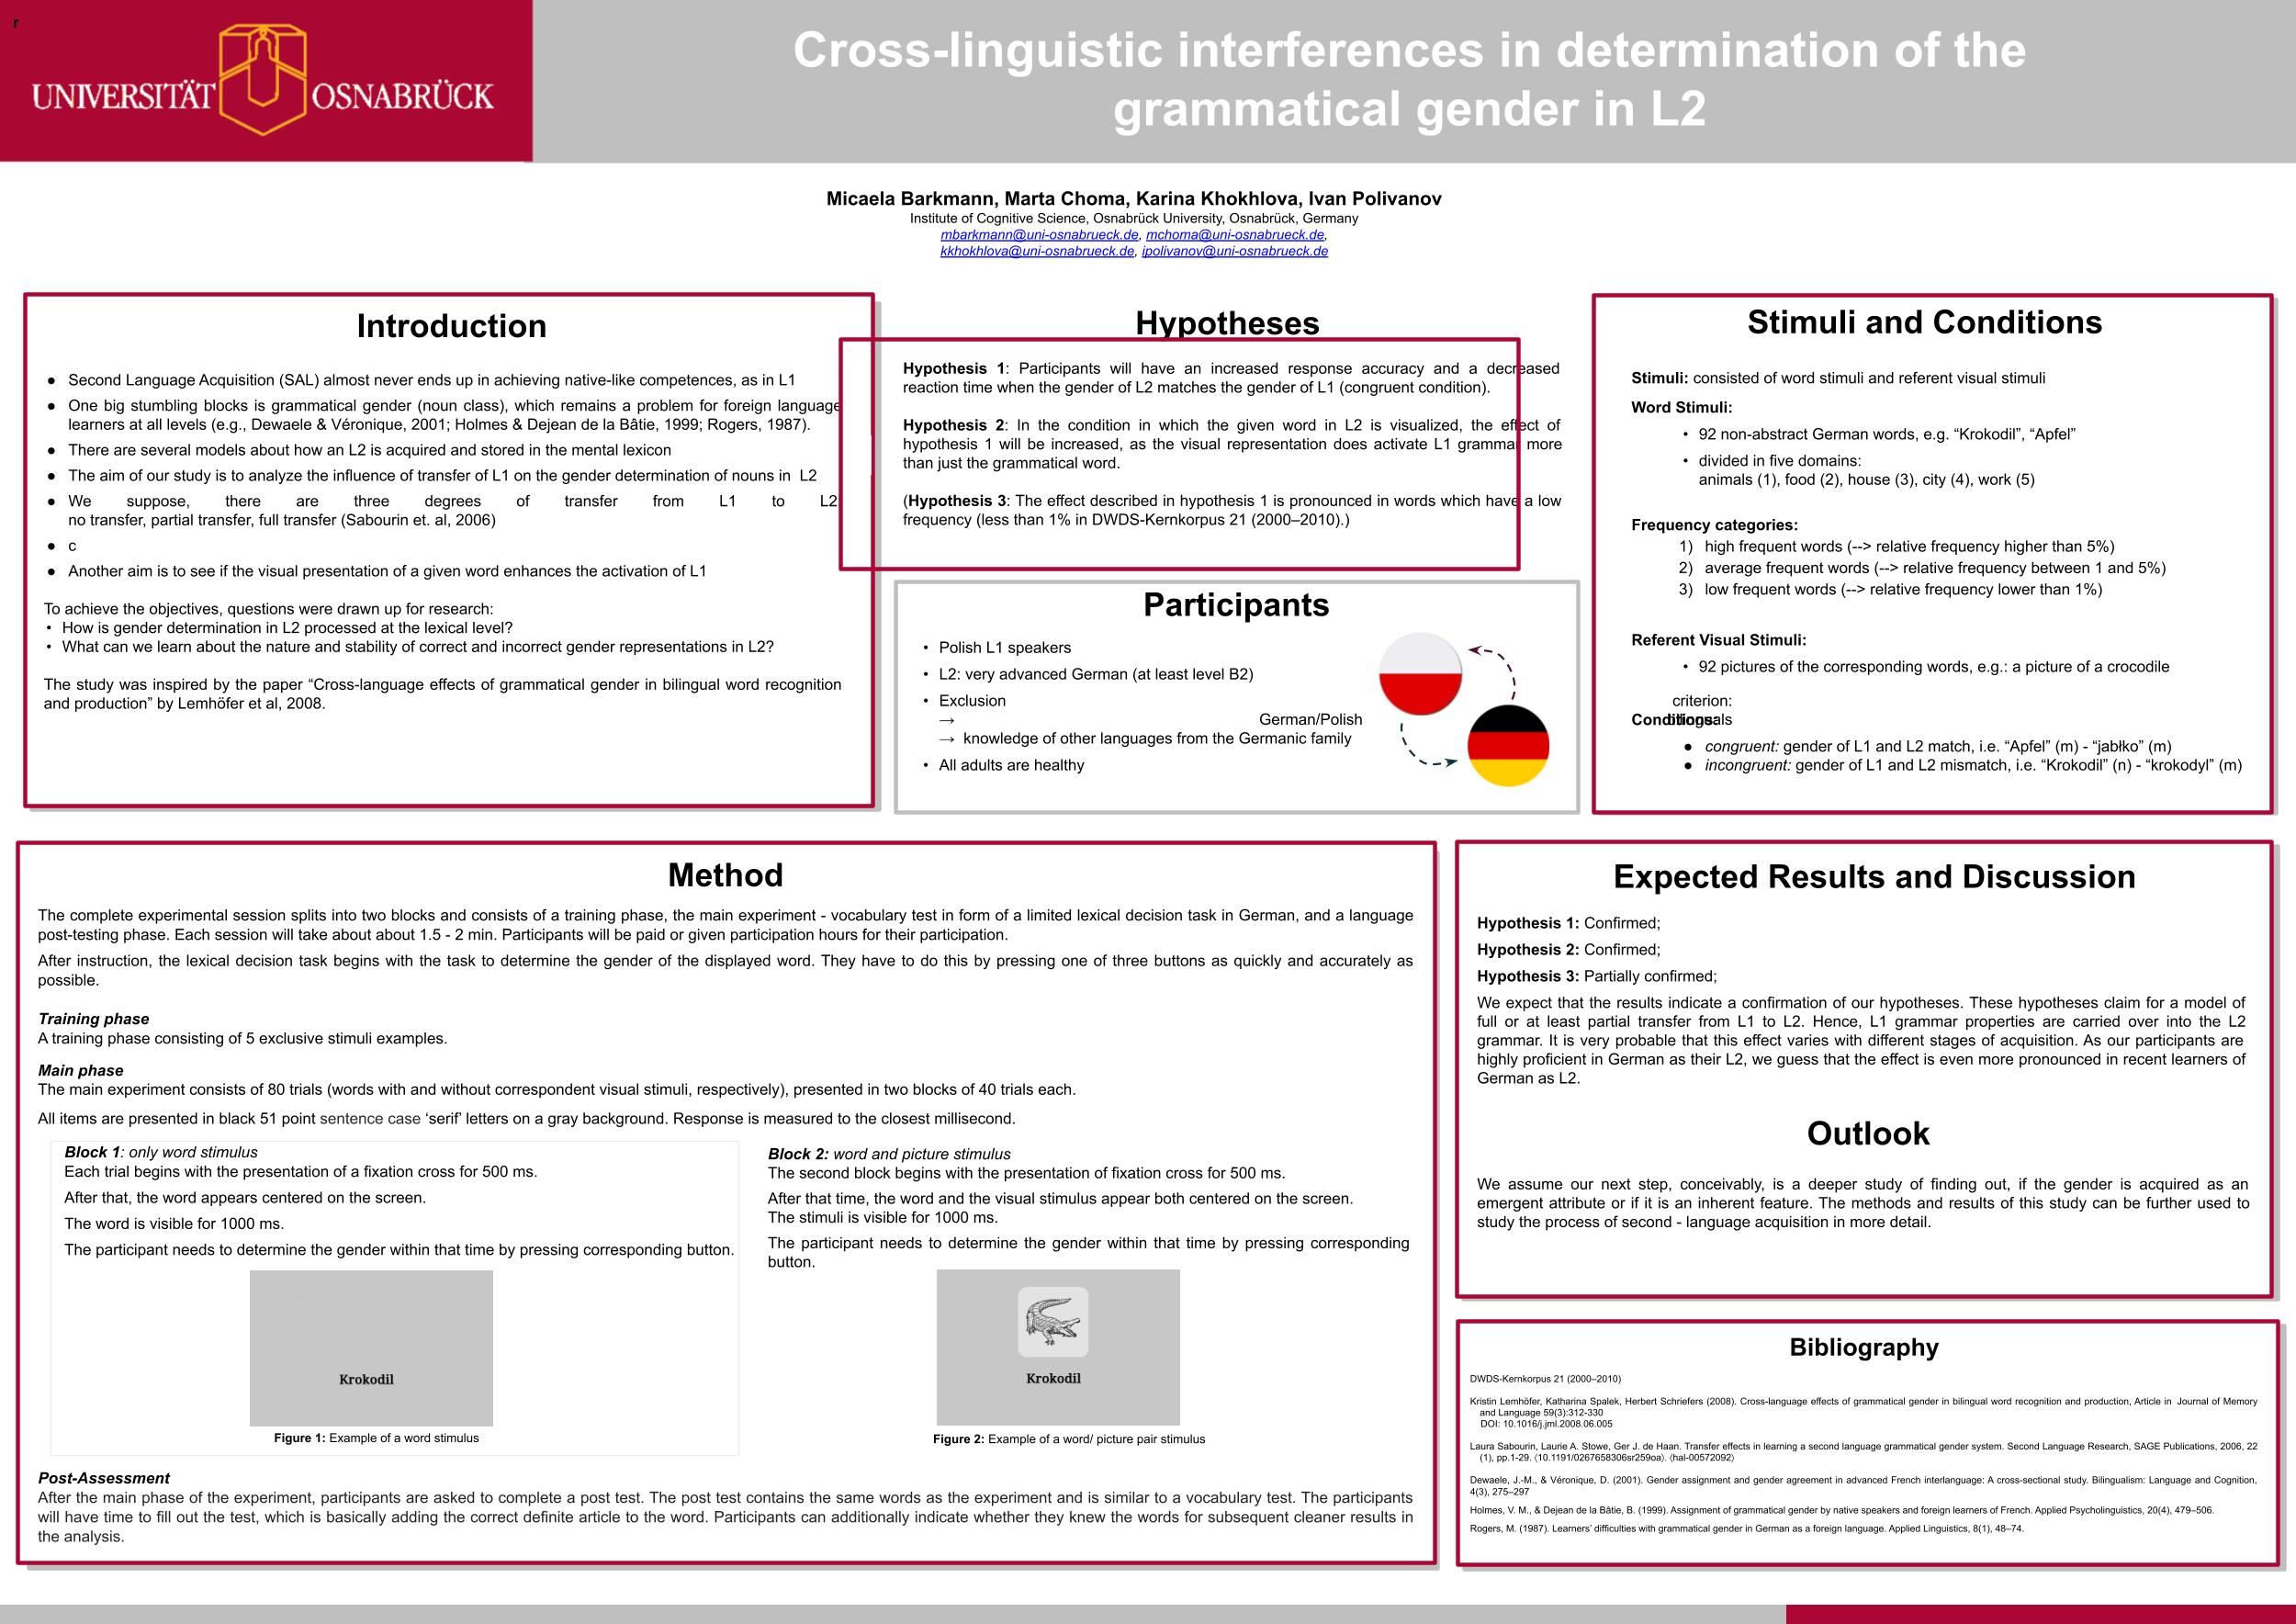 r
UNIVERSITÄT OSNABRÜCK
Cross-linguistic interferences in determination of the
grammatical gender in L2
Micaela Barkmann, Marta Choma, Karina Khokhlova, Ivan Polivanov
Institute of Cognitive Science, Osnabrück University, Osnabrück, Germany
mbarkmann@uni-osnabrueck.de, mchoma@uni-osnabrueck.de,
kkhokhlova@uni-osnabrueck.de, ipolivanov@uni-osnabrueck.de
Introduction
● Second Language Acquisition (SAL) almost never ends up in achieving native-like competences, as in L1
● One big stumbling blocks is grammatical gender (noun class), which remains a problem for foreign language
learners at all levels (e.g., Dewaele & Véronique, 2001; Holmes & Dejean de la Bâtie, 1999; Rogers, 1987).
● There are several models about how an L2 is acquired and stored in the mental lexicon
● The aim of our study is to analyze the influence of transfer of L1 on the gender determination of nouns in L2
● We suppose, there are three degrees of transfer from L1 to L2
no transfer, partial transfer, full transfer (Sabourin et. al, 2006)
● c
● Another aim is to see if the visual presentation of a given word enhances the activation of L1
To achieve the objectives, questions were drawn up for research:
• How is gender determination in L2 processed at the lexical level?
• What can we learn about the nature and stability of correct and incorrect gender representations in L2?
The study was inspired by the paper “Cross-language effects of grammatical gender in bilingual word recognition
and production” by Lemhöfer et al, 2008.
Hypotheses
Hypothesis 1: Participants will have an increased response accuracy and a decreased
reaction time when the gender of L2 matches the gender of L1 (congruent condition).
Hypothesis 2: In the condition in which the given word in L2 is visualized, the effect of
hypothesis 1 will be increased, as the visual representation does activate L1 grammar more
than just the grammatical word.
(Hypothesis 3: The effect described in hypothesis 1 is pronounced in words which have a low
frequency (less than 1% in DWDS-Kernkorpus 21 (2000–2010).)
Participants
• Polish L1 speakers
• L2: very advanced German (at least level B2)
• Exclusion criterion:
→ German/Polish bilinguals
→ knowledge of other languages from the Germanic family
• All adults are healthy
Stimuli and Conditions
Stimuli: consisted of word stimuli and referent visual stimuli
Word Stimuli:
• 92 non-abstract German words, e.g. “Krokodil”, “Apfel”
• divided in five domains:
animals (1), food (2), house (3), city (4), work (5)
Frequency categories:
1) high frequent words (--> relative frequency higher than 5%)
2) average frequent words (--> relative frequency between 1 and 5%)
3) low frequent words (--> relative frequency lower than 1%)
Referent Visual Stimuli:
• 92 pictures of the corresponding words, e.g.: a picture of a crocodile
Conditions:
● congruent: gender of L1 and L2 match, i.e. “Apfel” (m) - “jabłko” (m)
● incongruent: gender of L1 and L2 mismatch, i.e. “Krokodil” (n) - “krokodyl” (m)
Method
The complete experimental session splits into two blocks and consists of a training phase, the main experiment - vocabulary test in form of a limited lexical decision task in German, and a language
post-testing phase. Each session will take about about 1.5 - 2 min. Participants will be paid or given participation hours for their participation.
After instruction, the lexical decision task begins with the task to determine the gender of the displayed word. They have to do this by pressing one of three buttons as quickly and accurately as
possible.
Training phase
A training phase consisting of 5 exclusive stimuli examples.
Main phase
The main experiment consists of 80 trials (words with and without correspondent visual stimuli, respectively), presented in two blocks of 40 trials each.
All items are presented in black 51 point sentence case ‘serif’ letters on a gray background. Response is measured to the closest millisecond.
Block 1: only word stimulus
Each trial begins with the presentation of a fixation cross for 500 ms.
After that, the word appears centered on the screen.
The word is visible for 1000 ms.
The participant needs to determine the gender within that time by pressing corresponding button.
Krokodil
Figure 1: Example of a word stimulus
Block 2: word and picture stimulus
The second block begins with the presentation of fixation cross for 500 ms.
After that time, the word and the visual stimulus appear both centered on the screen.
The stimuli is visible for 1000 ms.
The participant needs to determine the gender within that time by pressing corresponding
button.
Krokodil
Figure 2: Example of a word/ picture pair stimulus
Post-Assessment
After the main phase of the experiment, participants are asked to complete a post test. The post test contains the same words as the experiment and is similar to a vocabulary test. The participants
will have time to fill out the test, which is basically adding the correct definite article to the word. Participants can additionally indicate whether they knew the words for subsequent cleaner results in
the analysis.
Expected Results and Discussion
Hypothesis 1: Confirmed;
Hypothesis 2: Confirmed;
Hypothesis 3: Partially confirmed;
We expect that the results indicate a confirmation of our hypotheses. These hypotheses claim for a model of
full or at least partial transfer from L1 to L2. Hence, L1 grammar properties are carried over into the L2
grammar. It is very probable that this effect varies with different stages of acquisition. As our participants are
highly proficient in German as their L2, we guess that the effect is even more pronounced in recent learners of
German as L2.
Outlook
We assume our next step, conceivably, is a deeper study of finding out, if the gender is acquired as an
emergent attribute or if it is an inherent feature. The methods and results of this study can be further used to
study the process of second - language acquisition in more detail.
Bibliography
DWDS-Kernkorpus 21 (2000–2010)
Kristin Lemhöfer, Katharina Spalek, Herbert Schriefers (2008). Cross-language effects of grammatical gender in bilingual word recognition and production, Article in Journal of Memory
and Language 59(3):312-330
DOI: 10.1016/j.jml.2008.06.005
Laura Sabourin, Laurie A. Stowe, Ger J. de Haan. Transfer effects in learning a second language grammatical gender system. Second Language Research, SAGE Publications, 2006, 22
(1), pp.1-29. ⟨10.1191/0267658306sr259oa⟩. ⟨hal-00572092⟩
Dewaele, J.-M., & Véronique, D. (2001). Gender assignment and gender agreement in advanced French interlanguage: A cross-sectional study. Bilingualism: Language and Cognition,
4(3), 275–297
Holmes, V. M., & Dejean de la Bâtie, B. (1999). Assignment of grammatical gender by native speakers and foreign learners of French. Applied Psycholinguistics, 20(4), 479–506.
Rogers, M. (1987). Learners’ difficulties with grammatical gender in German as a foreign language. Applied Linguistics, 8(1), 48–74.